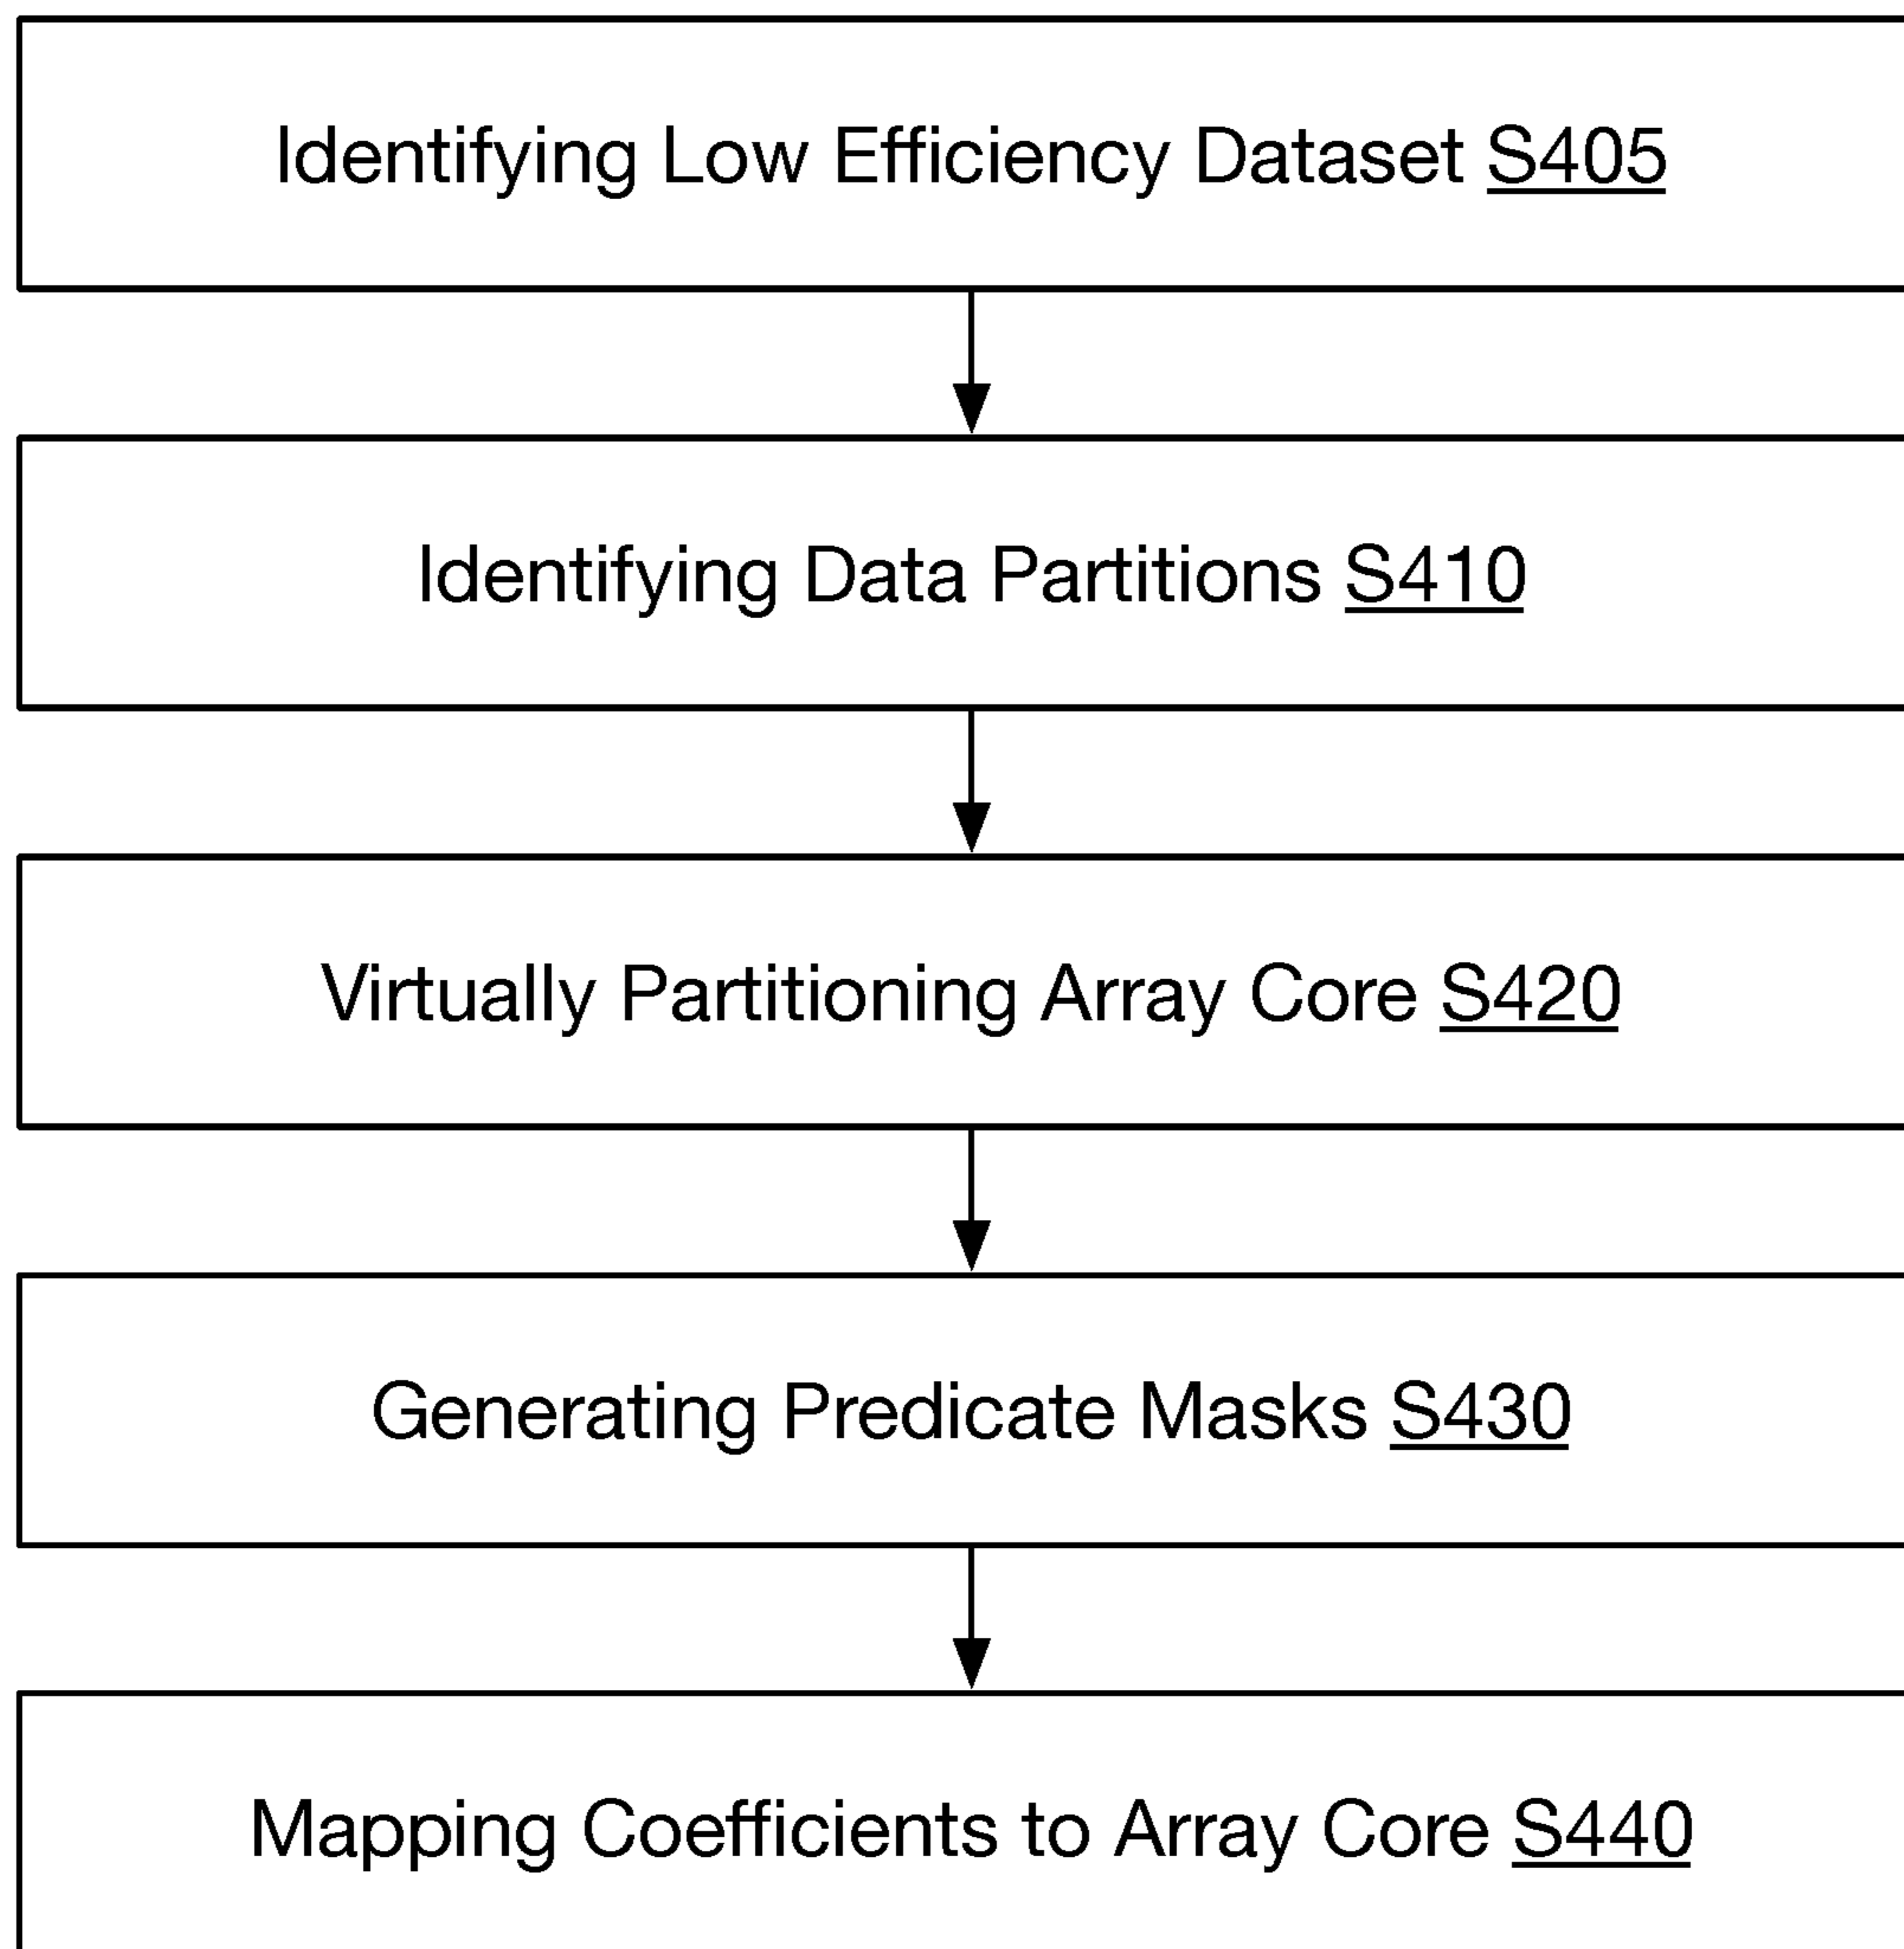 Identifying Low Efficiency Dataset S405
Identifying Data Partitions S410
Virtually Partitioning Array Core S420
Generating Predicate Masks S430
Mapping Coefficients to Array Core S440